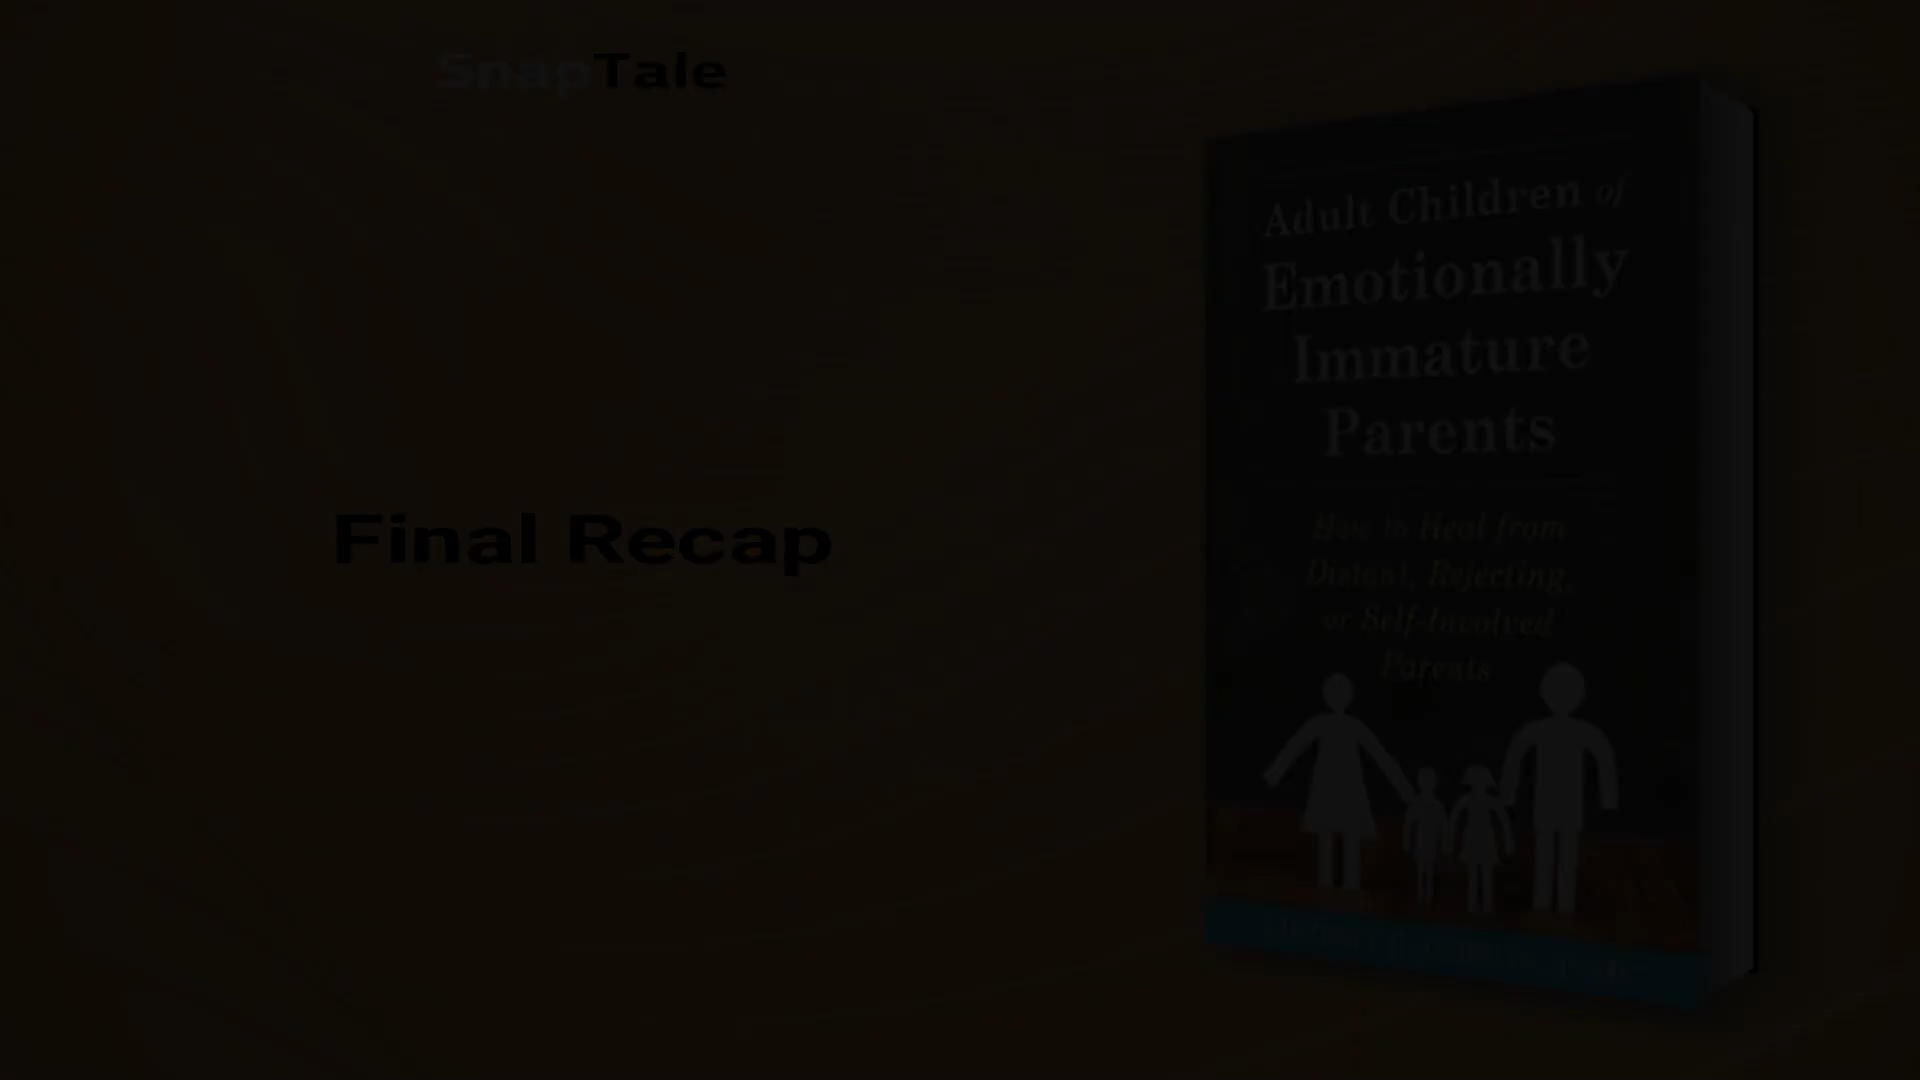 SnapTale
Final Recap
Adult Children of
Emotionally
Immature
Parents
How to Heal from
Distant, Rejecting,
or Self-Involved
Parents